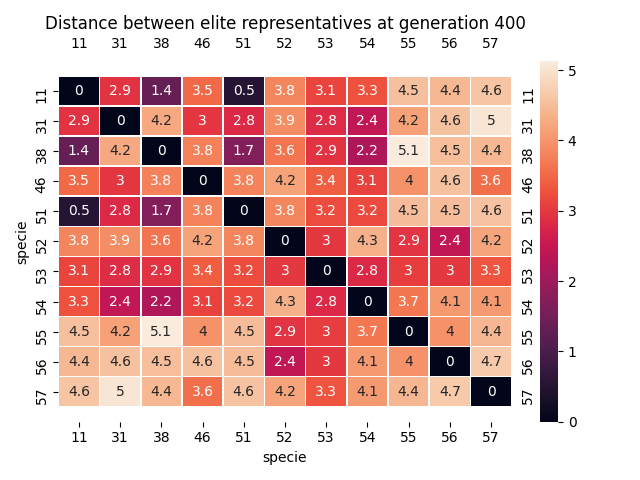 Distance between elite representatives at generation 400
11 31 38 46 51 52 53 54 55 56 57
11 0 2.9 1.4 3.5 0.5 3.8 3.1 3.3 4.5 4.4 4.6 11
31 2.9 0 4.2 3 2.8 3.9 2.8 2.4 4.2 4.6 5 31
38 1.4 4.2 0 3.8 1.7 3.6 2.9 2.2 5.1 4.5 4.4 38
46 3.5 3 3.8 0 3.8 4.2 3.4 3.1 4 4.6 3.6 46
51 0.5 2.8 1.7 3.8 0 3.8 3.2 3.2 4.5 4.5 4.6 51
52 3.8 3.9 3.6 4.2 3.8 0 3 4.3 2.9 2.4 4.2 52
53 3.1 2.8 2.9 3.4 3.2 3 0 2.8 3 3 3.3 53
54 3.3 2.4 2.2 3.1 3.2 4.3 2.8 0 3.7 4.1 4.1 54
55 4.5 4.2 5.1 4 4.5 2.9 3 3.7 0 4 4.4 55
56 4.4 4.6 4.5 4.6 4.5 2.4 3 4.1 4 0 4.7 56
57 4.6 5 4.4 3.6 4.6 4.2 3.3 4.1 4.4 4.7 0 57
11 31 38 46 51 52 53 54 55 56 57
specie
specie
5
4
3
2
1
0